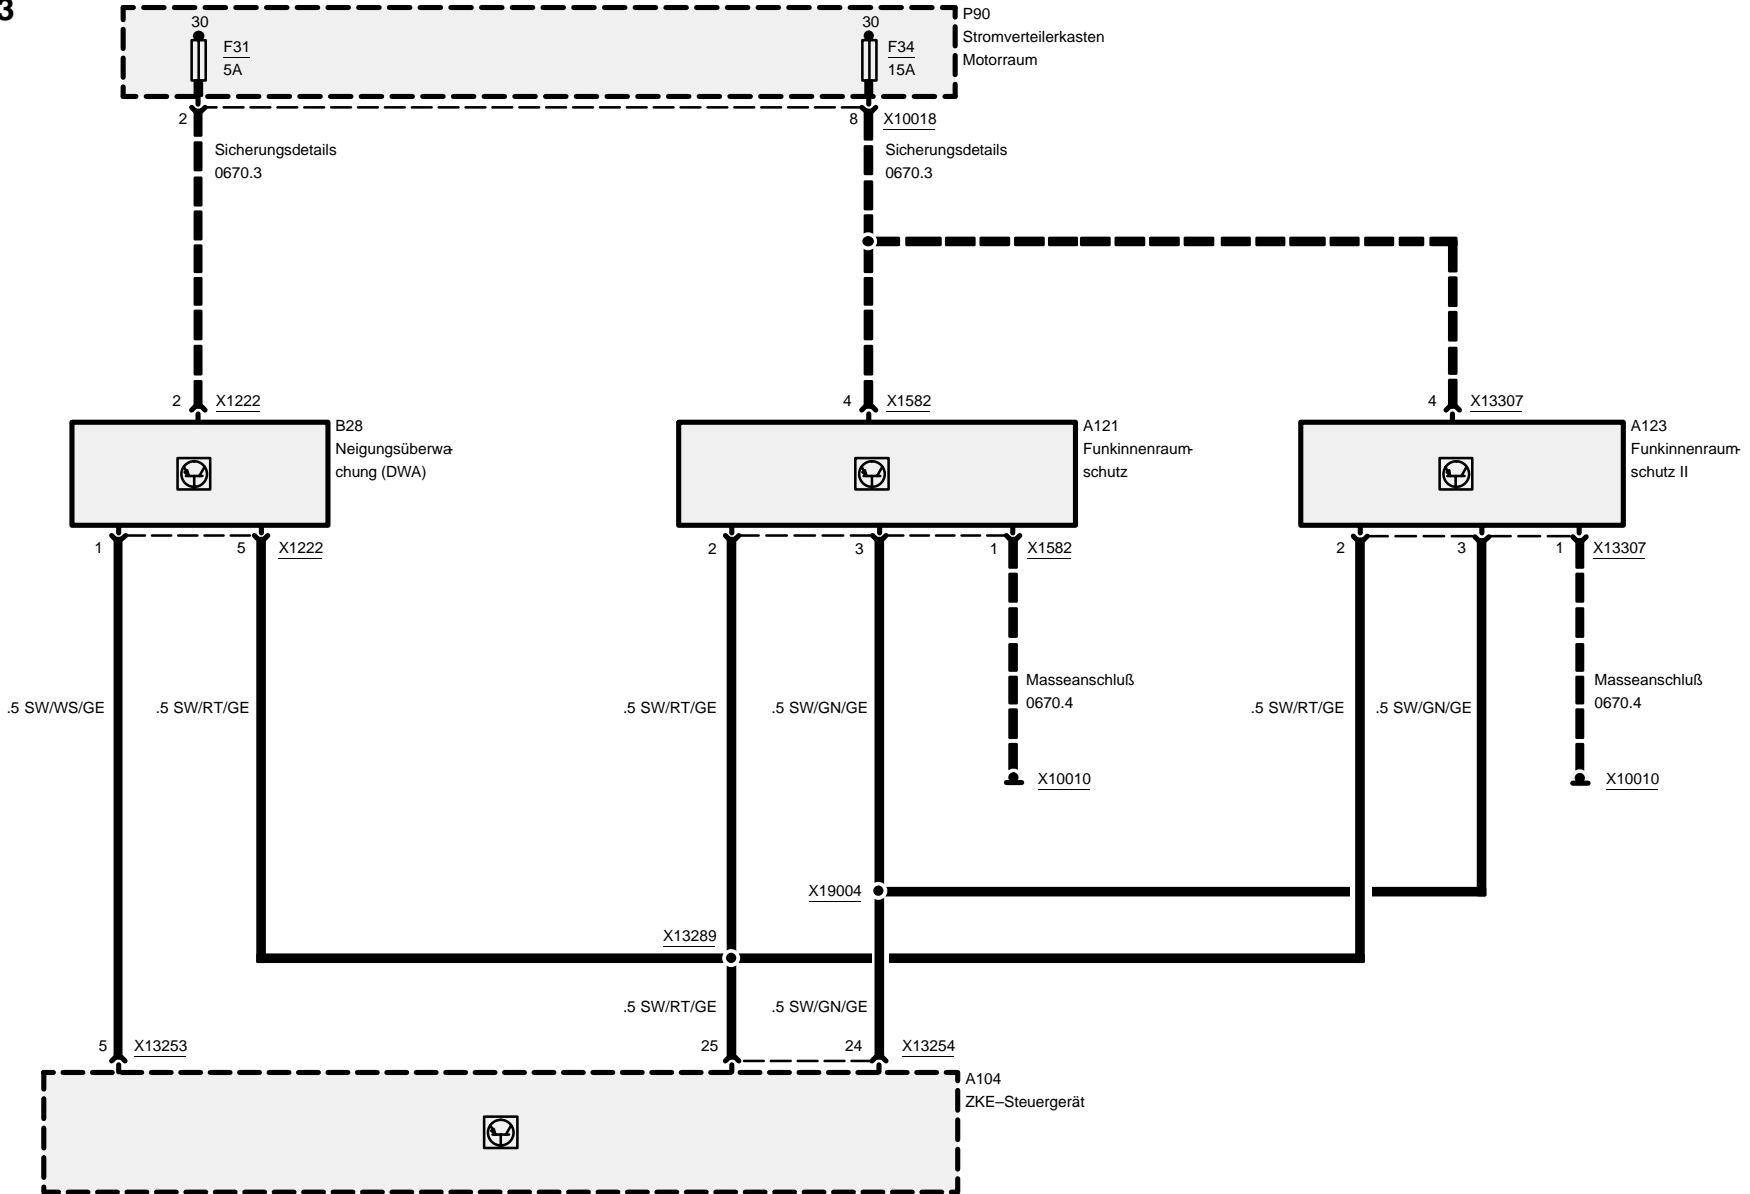 3
30
F31
5A
30
F34
15A
P90
Stromverteilerkasten
Motorraum
2
8
X10018
Sicherungsdetails
0670.3
Sicherungsdetails
0670.3
2
X1222
4
X1582
4
X13307
B28
Neigungsüberwa-
chung (DWA)
A121
Funkinnenraum-
schutz
A123
Funkinnenraum-
schutz II
1
5
X1222
2
3
1
X1582
2
3
1
X13307
.5 SW/WS/GE
.5 SW/RT/GE
.5 SW/RT/GE
.5 SW/GN/GE
Masseanschluß
0670.4
.5 SW/RT/GE
.5 SW/GN/GE
Masseanschluß
0670.4
X10010
X10010
X19004
X13289
.5 SW/RT/GE
.5 SW/GN/GE
5
X13253
25
24
X13254
A104
ZKE–Steuergerät